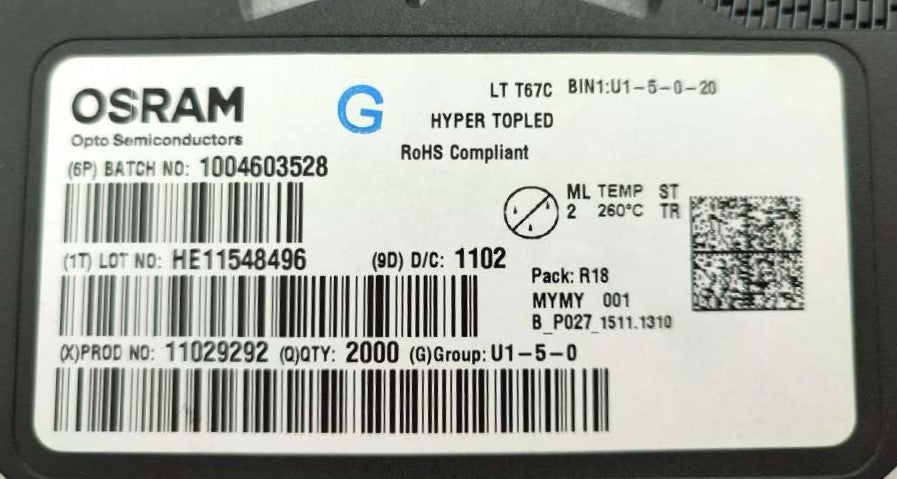 OSRAM
Opto Semiconductors
G
LT T67C BIN1:U1-5-0-20
HYPER TOPLED
RoHS Compliant
(6P) BATCH NO: 1004603528
ML TEMP ST
2 260°C TR
(1T) LOT NO: HE11548496 (9D) D/C: 1102
Pack: R18
MYMY 001
B_P027_1511.1310
(X)PROD NO: 11029292 (Q)QTY: 2000 (G)Group: U1-5-0